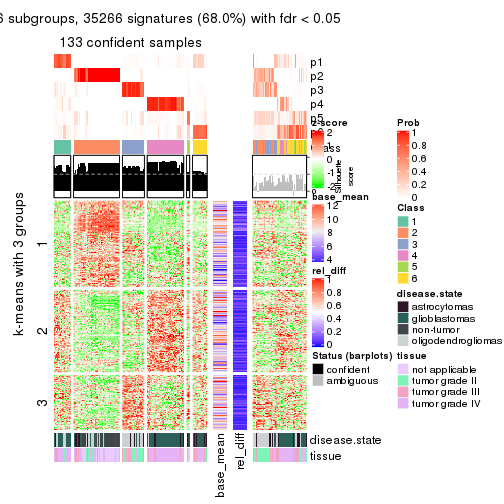 6 subgroups, 35266 signatures (68.0%) with fdr < 0.05
133 confident samples
p1
p2
p3
p4
k-means with 3 groups
1
2
3
z-score
2
0
-2
silhouette
score
base_mean
12
10
8
6
4
rel_diff
1
0.8
0.6
0.4
0.2
0
Status (barplots)
confident
ambiguous
Prob
1
0.8
0.6
0.4
0.2
0
Class
1
2
3
4
5
6
disease.state
astrocytomas
glioblastomas
non-tumor
oligodendrogliomas
tissue
not applicable
tumor grade II
tumor grade III
tumor grade IV
disease.state
tissue
base_mean
rel_diff